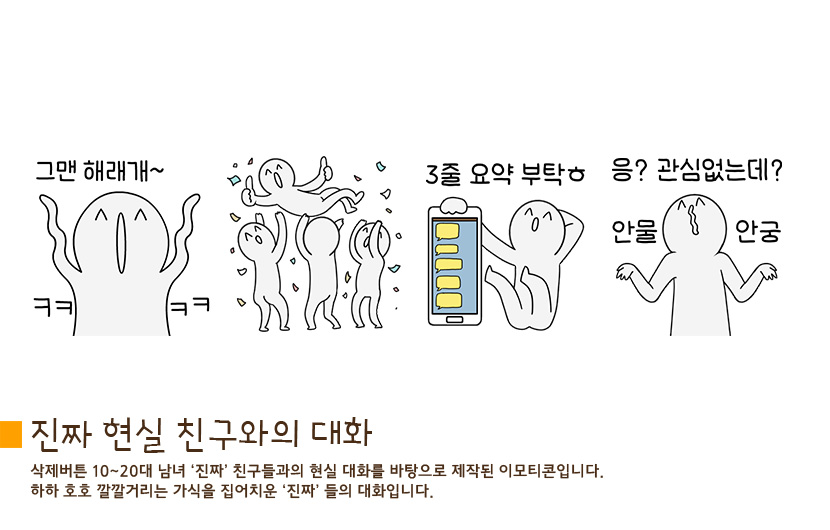 그맨 해래개~
3줄 요약 부탁ㅎ
응? 관심없는데?
안물 안궁
ㅋㅋ ㅋㅋ
진짜 현실 친구와의 대화
삭제버튼 10~20대 남녀 ‘진짜’ 친구들과의 현실 대화를 바탕으로 제작된 이모티콘입니다.
하하 호호 깔깔거리는 가식을 집어치운 ‘진짜’ 들의 대화입니다.